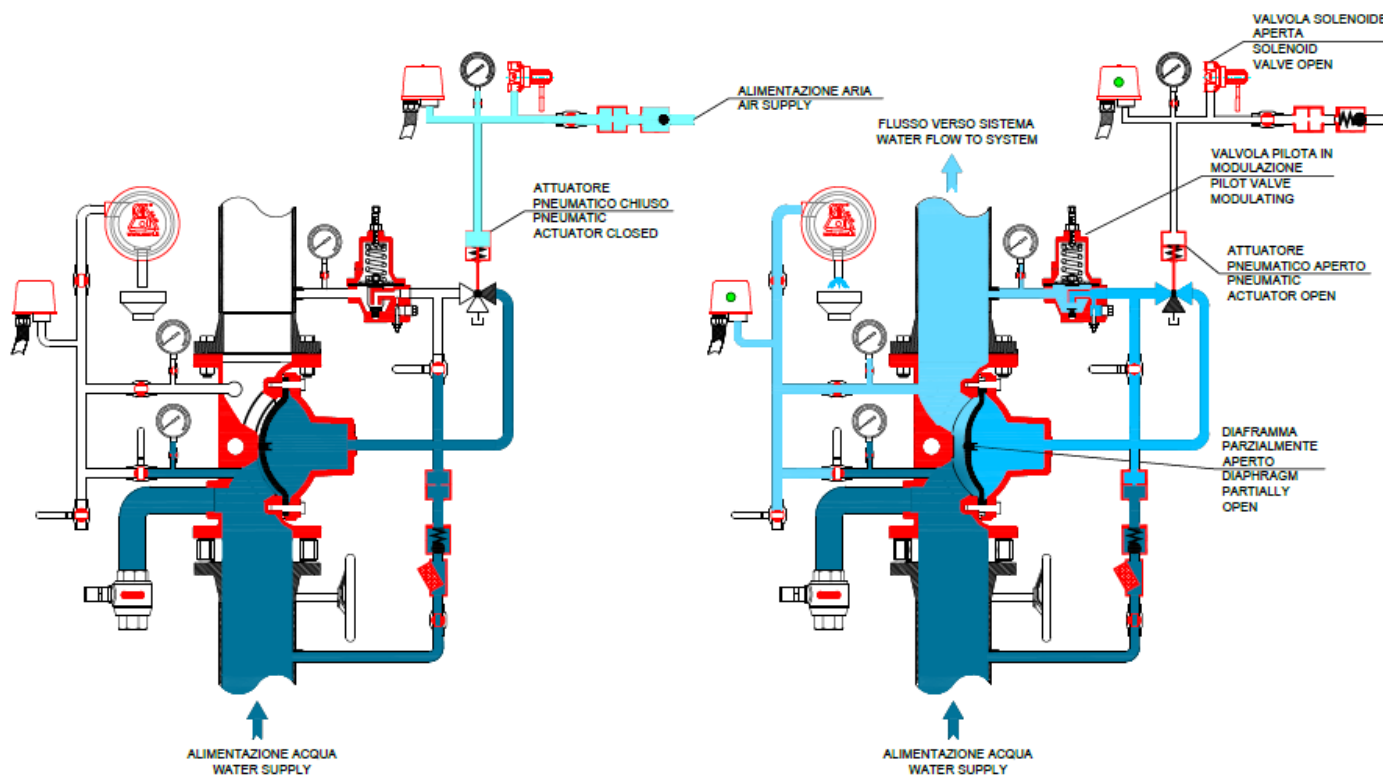 VALVOLA SOLENOIDE
APERTA
SOLENOID
VALVE OPEN
ALIMENTAZIONE ARIA
AIR SUPPLY
FLUSSO VERSO SISTEMA
WATER FLOW TO SYSTEM
VALVOLA PILOTA IN
MODULAZIONE
PILOT VALVE
MODULATING
ATTUATORE
PNEUMATICO CHIUSO
PNEUMATIC
ACTUATOR CLOSED
ATTUATORE
PNEUMATICO APERTO
PNEUMATIC
ACTUATOR OPEN
DIAFRAMMA
PARZIALMENTE
APERTO
DIAPHRAGM
PARTIALLY
OPEN
ALIMENTAZIONE ACQUA
WATER SUPPLY
ALIMENTAZIONE ACQUA
WATER SUPPLY